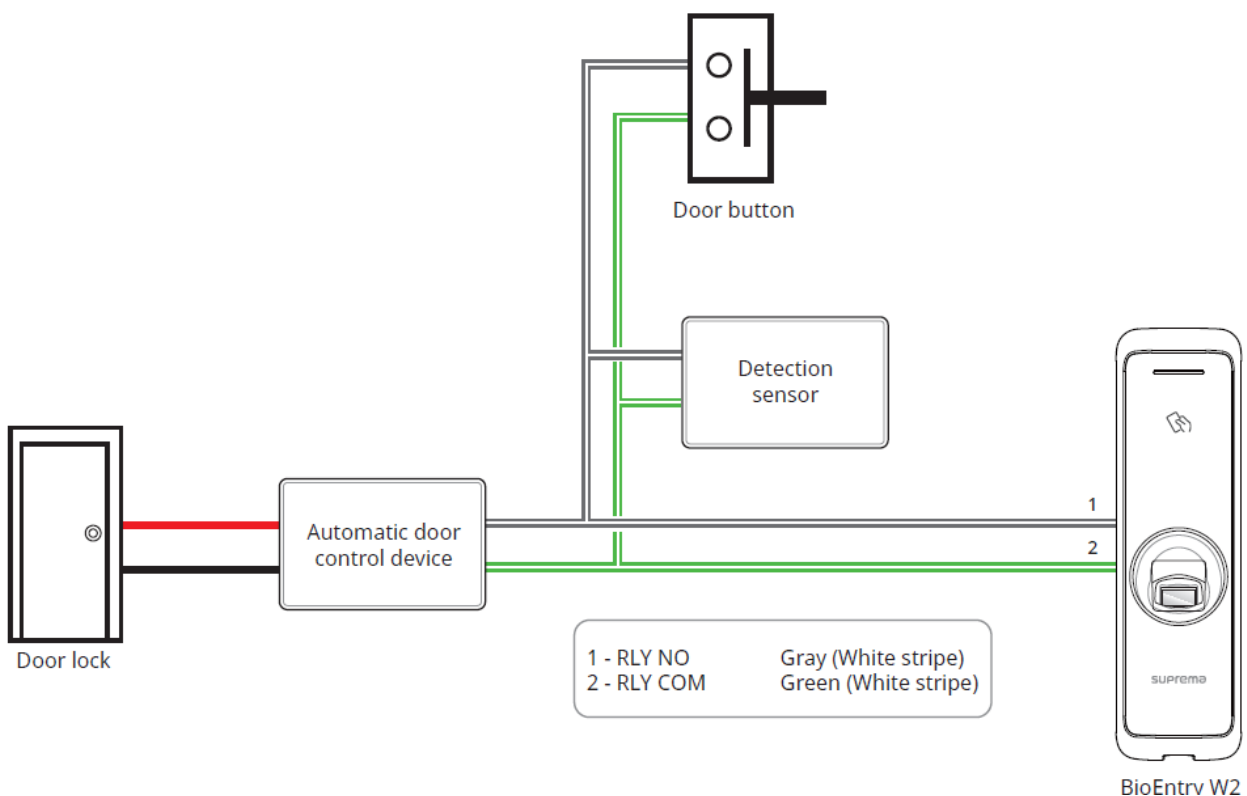 Door button
Detection
sensor
1
2
Automatic door
control device
Door lock
1 - RLY NO Gray (White stripe)
2 - RLY COM Green (White stripe)
suprema
BioEntry W2